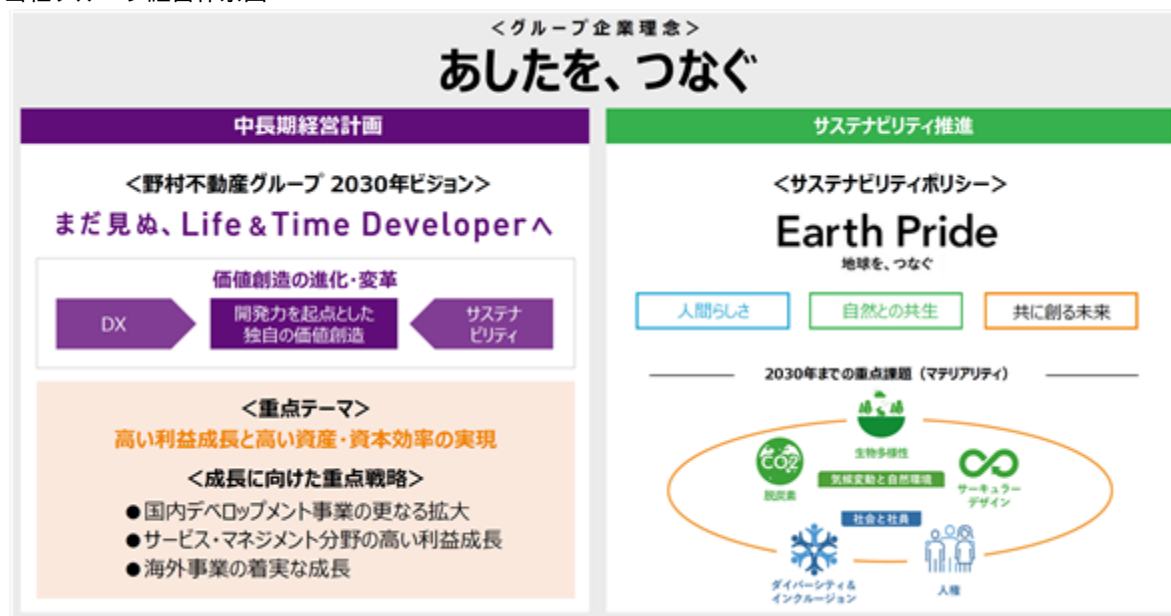 ＜グループ企業理念＞
あしたを、つなぐ
中長期経営計画
＜野村不動産グループ 2030年ビジョン＞
まだ見ぬ、Life & Time Developerへ
価値創造の進化・変革
DX
開発力を起点とした
独自の価値創造
サステナ
ビリティ
＜重点テーマ＞
高い利益成長と高い資産・資本効率の実現
＜成長に向けた重点戦略＞
●国内デベロップメント事業の更なる拡大
●サービス・マネジメント分野の高い利益成長
●海外事業の着実な成長
サステナビリティ推進
＜サステナビリティポリシー＞
Earth Pride
地球を、つなぐ
人間らしさ
自然との共生
共に創る未来
2030年までの重点課題（マテリアリティ）
生物多様性
CO2
脱炭素
気候変動と自然環境
サーキュラー
デザイン
社会と社員
ダイバーシティ＆
インクルージョン
人権